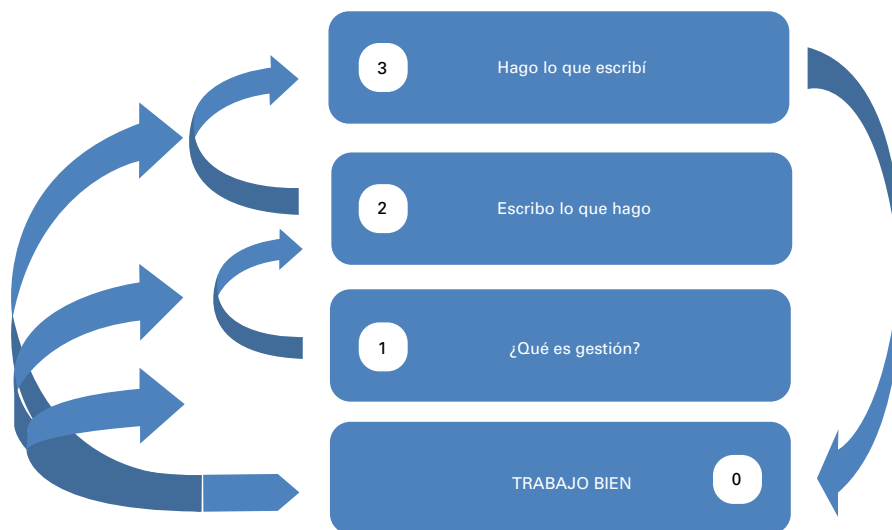 3
Hago lo que escribí
2
Escribo lo que hago
1
¿Qué es gestión?
TRABAJO BIEN
0